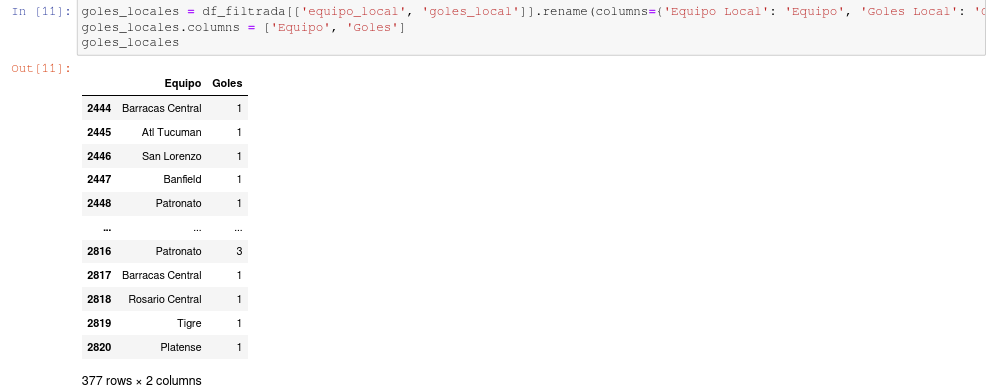 In [11]: goles_locales = df_filtrada[['equipo_local', 'goles_local']].rename(columns={'Equipo Local': 'Equipo', 'Goles Local': '
goles_locales.columns = ['Equipo', 'Goles']
goles_locales
Out[11]:
Equipo Goles
2444 Barracas Central 1
2445 Atl Tucuman 1
2446 San Lorenzo 1
2447 Banfield 1
2448 Patronato 1
... ... ...
2816 Patronato 3
2817 Barracas Central 1
2818 Rosario Central 1
2819 Tigre 1
2820 Platense 1
377 rows × 2 columns